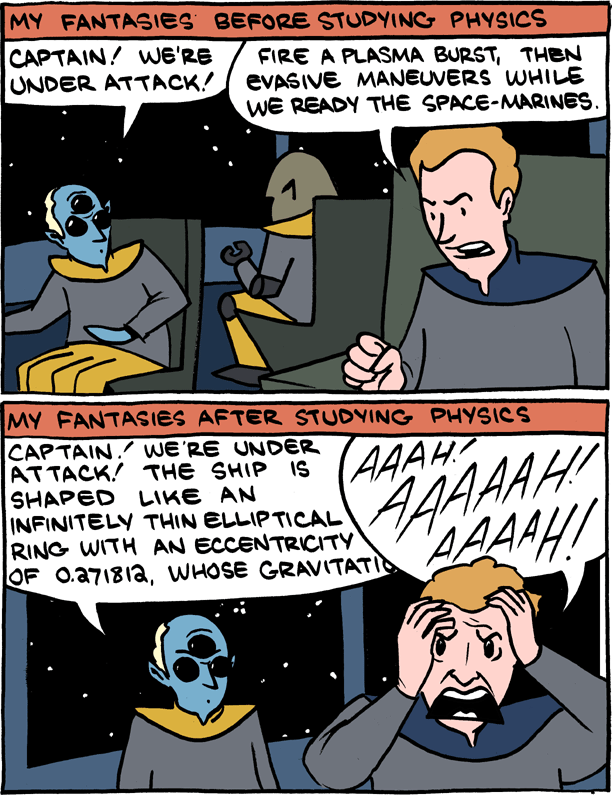 MY FANTASIES BEFORE STUDYING PHYSICS
CAPTAIN! WE'RE
UNDER ATTACK!
FIRE A PLASMA BURST, THEN
EVASIVE MANEUVERS WHILE
WE READY THE SPACE-MARINES.
MY FANTASIES AFTER STUDYING PHYSICS
CAPTAIN! WE'RE UNDER
ATTACK! THE SHIP IS
SHAPED LIKE AN
INFINITELY THIN ELLIPTICAL
RING WITH AN ECCENTRICITY
OF 0.271812, WHOSE GRAVITATIO
AAAH!
AAAAAH!
AAAAH!